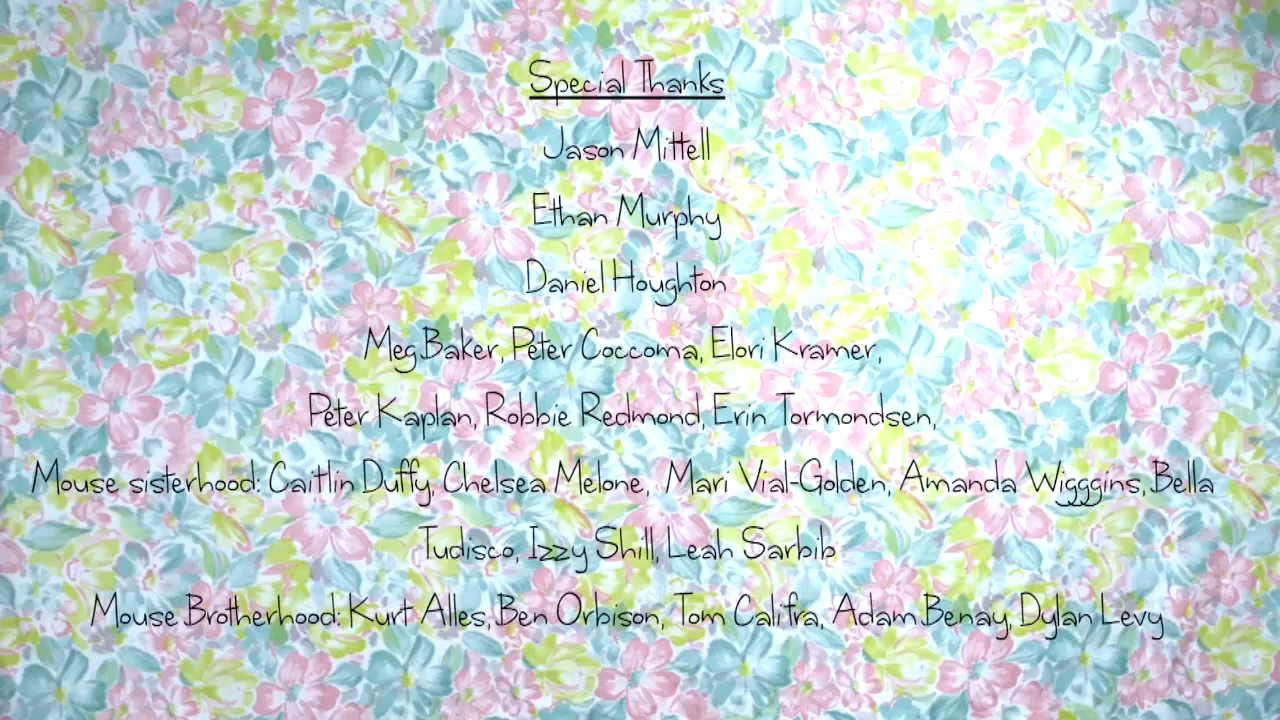 Special Thanks
Jason Mittell
Ethan Murphy
Daniel Houghton
Meg Baker, Peter Coccoma, Elori Kramer,
Peter Kaplan, Robbie Redmond, Erin Tormondsen,
Mouse sisterhood: Caitlin Duffy, Chelsea Melone, Mari Vial-Golden, Amanda Wigggins, Bella
Tudisco, Izzy Shill, Leah Sarbib
Mouse Brotherhood: Kurt Alles, Ben Orbison, Tom Califra, Adam Benay, Dylan Levy